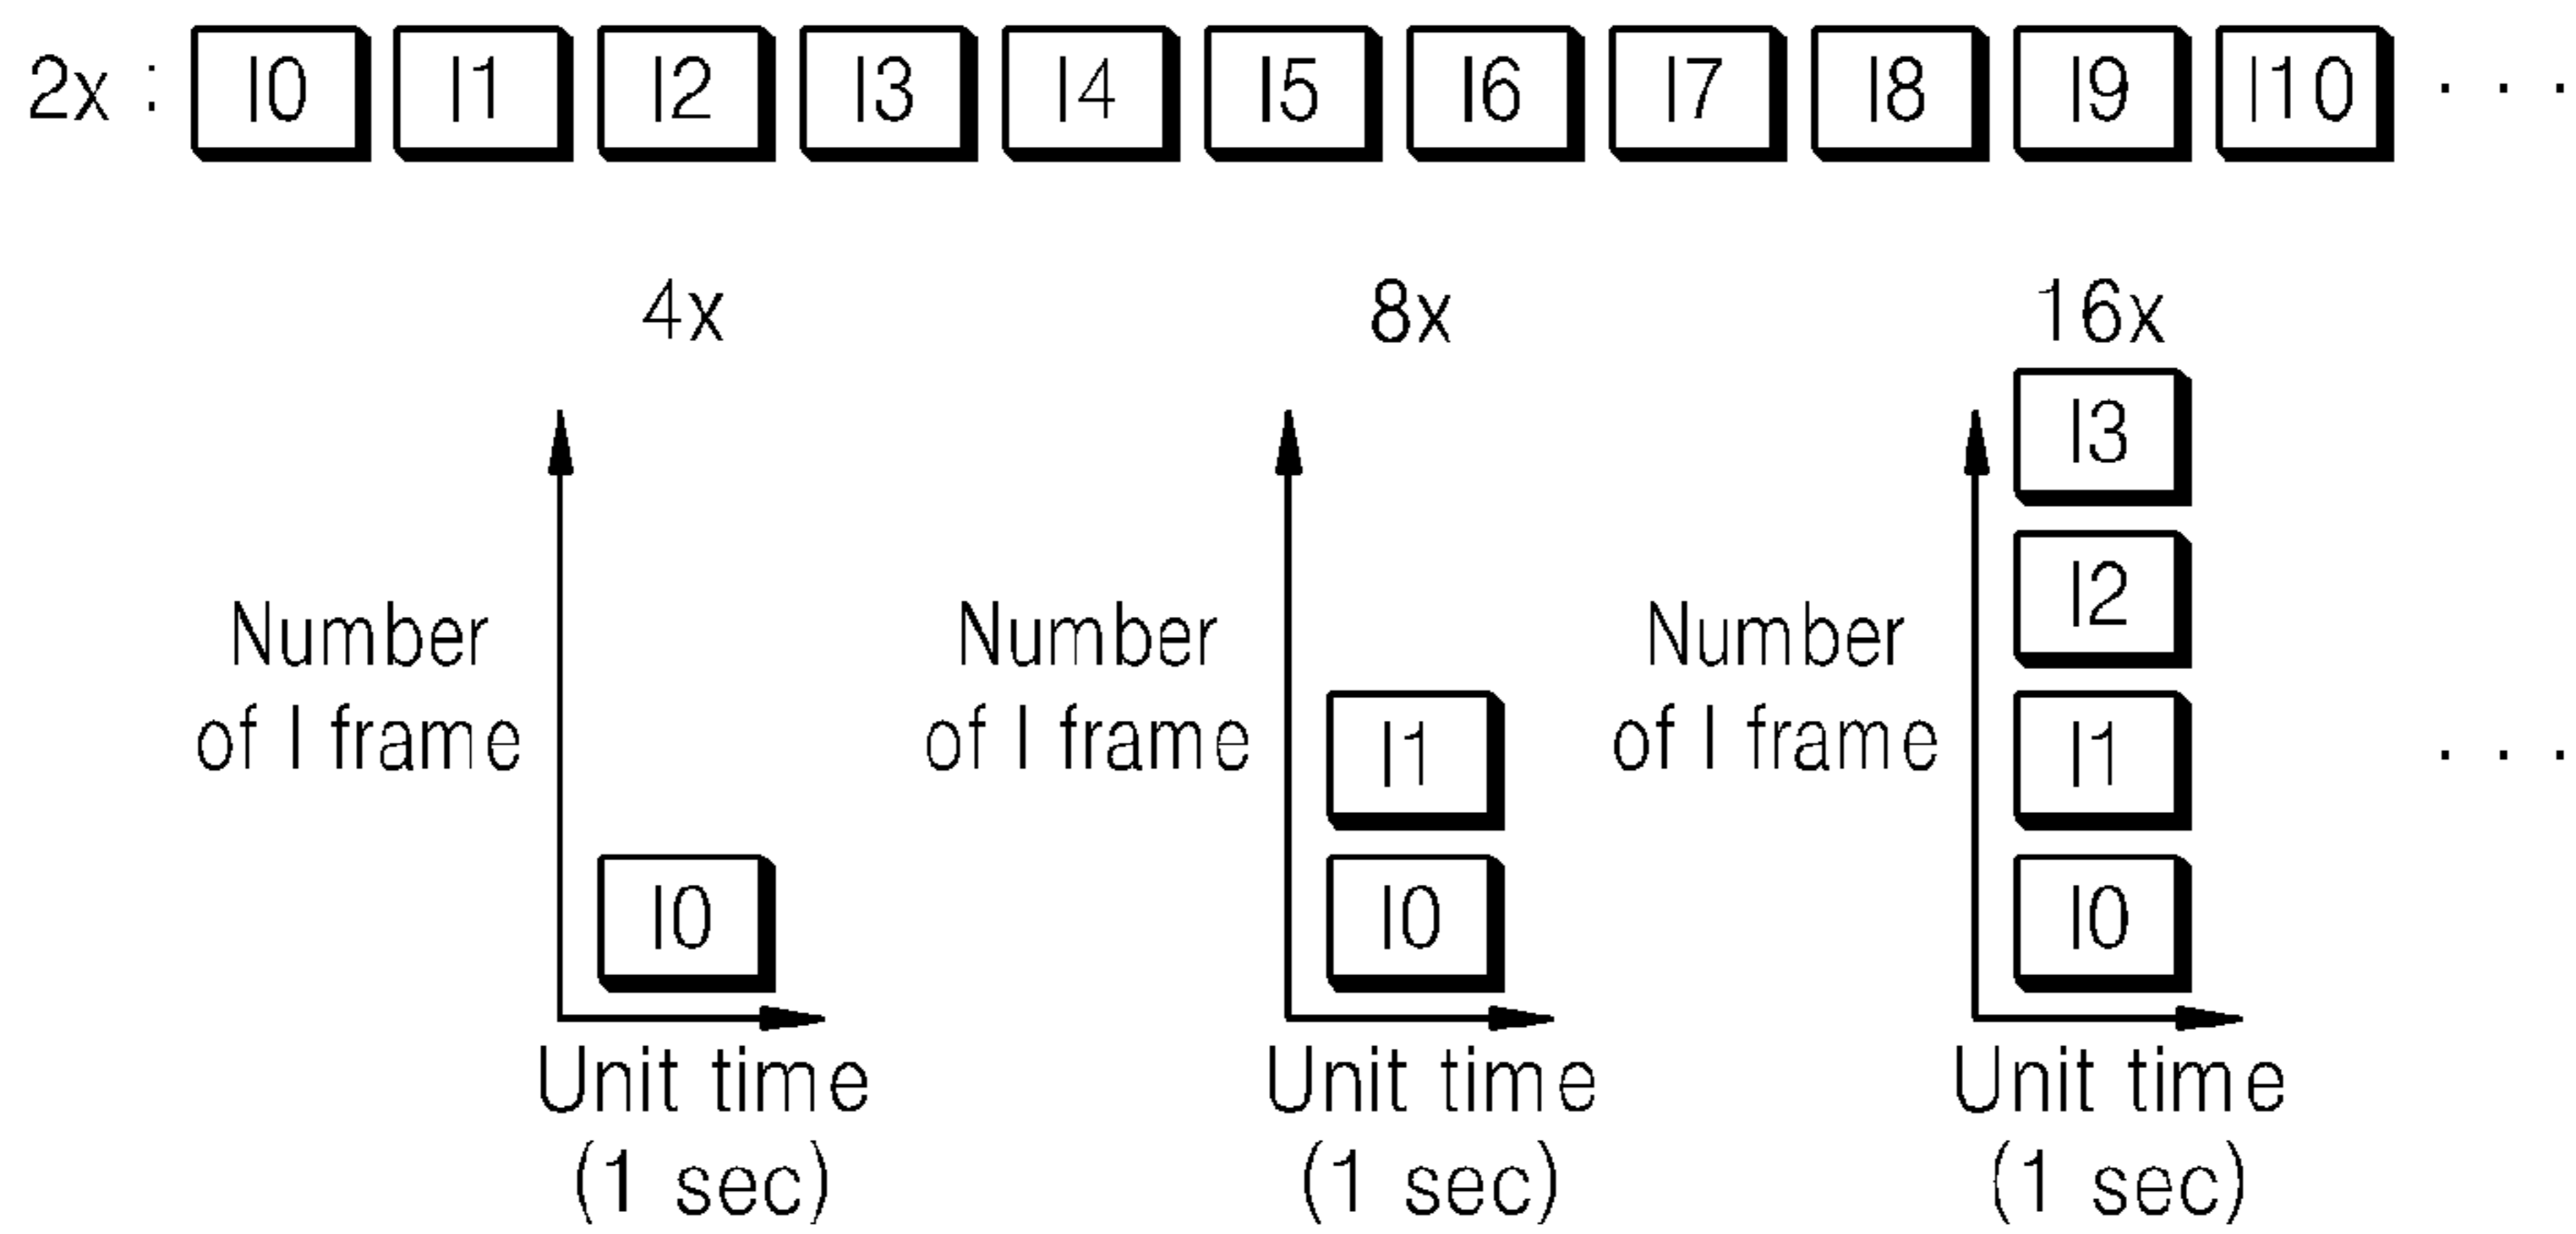 2x : I0 I1 I2 I3 I4 I5 I6 I7 I8 I9 I10 . . .
4x 8x 16x
I3
I2
Number Number Number
of I frame of I frame of I frame
I1 I1 . . .
I0 I0 I0
Unit time Unit time Unit time
(1 sec) (1 sec) (1 sec)